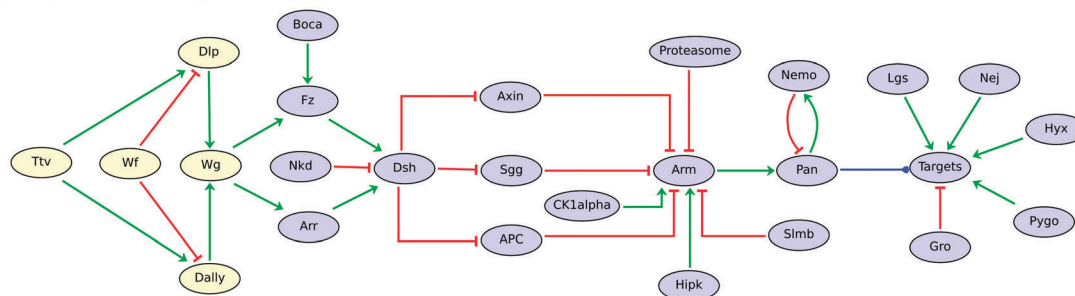 Boca
Dlp
Proteasome
Nemo
Lgs
Nej
Fz
Axin
Hyx
Ttv
Wf
Wg
Nkd
Dsh
Sgg
Arm
Pan
Targets
CK1alpha
Arr
APC
Slmb
Gro
Pygo
Dally
Hipk